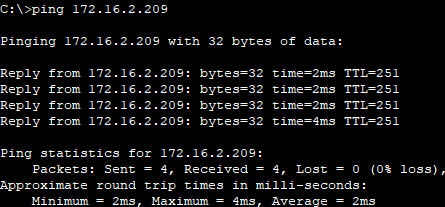 C:\>ping 172.16.2.209
Pinging 172.16.2.209 with 32 bytes of data:
Reply from 172.16.2.209: bytes=32 time=2ms TTL=251
Reply from 172.16.2.209: bytes=32 time=2ms TTL=251
Reply from 172.16.2.209: bytes=32 time=2ms TTL=251
Reply from 172.16.2.209: bytes=32 time=4ms TTL=251
Ping statistics for 172.16.2.209:
    Packets: Sent = 4, Received = 4, Lost = 0 (0% loss),
Approximate round trip times in milli-seconds:
    Minimum = 2ms, Maximum = 4ms, Average = 2ms